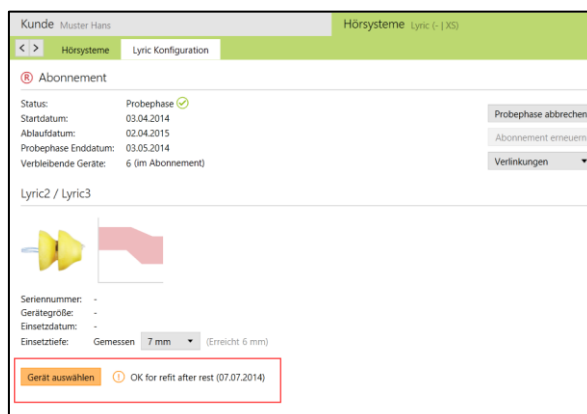 Kunde Muster Hans
Hörsysteme Lyric (- | XS)
< > Hörsysteme Lyric Konfiguration
R Abonnement
Status: Probephase
Startdatum: 03.04.2014
Ablaufdatum: 02.04.2015
Probephase Enddatum: 03.05.2014
Verbleibende Geräte: 6 (im Abonnement)
Probephase abbrechen
Abonnement erneuern
Verlinkungen
Lyric2 / Lyric3
Seriennummer: -
Gerätegröße: -
Einsetzdatum: -
Einsetztiefe: Gemessen 7 mm (Erreicht 6 mm)
Gerät auswählen ! OK for refit after rest (07.07.2014)